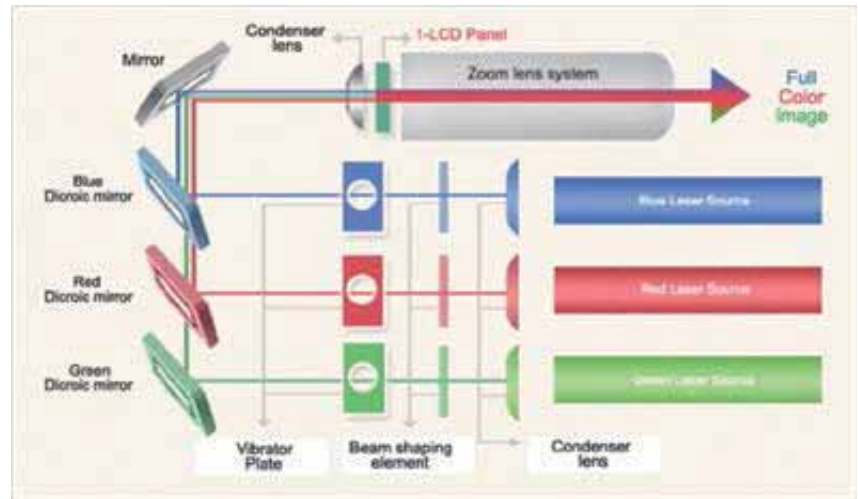 Condenser
lens
1-LCD Panel
Mirror
Zoom lens system
Full
Color
Image
Blue
Dicroic mirror
Blue Laser Source
Red
Dicroic mirror
Red Laser Source
Green
Dicroic mirror
Green Laser Source
Vibrator
Plate
Beam shaping
element
Condenser
lens